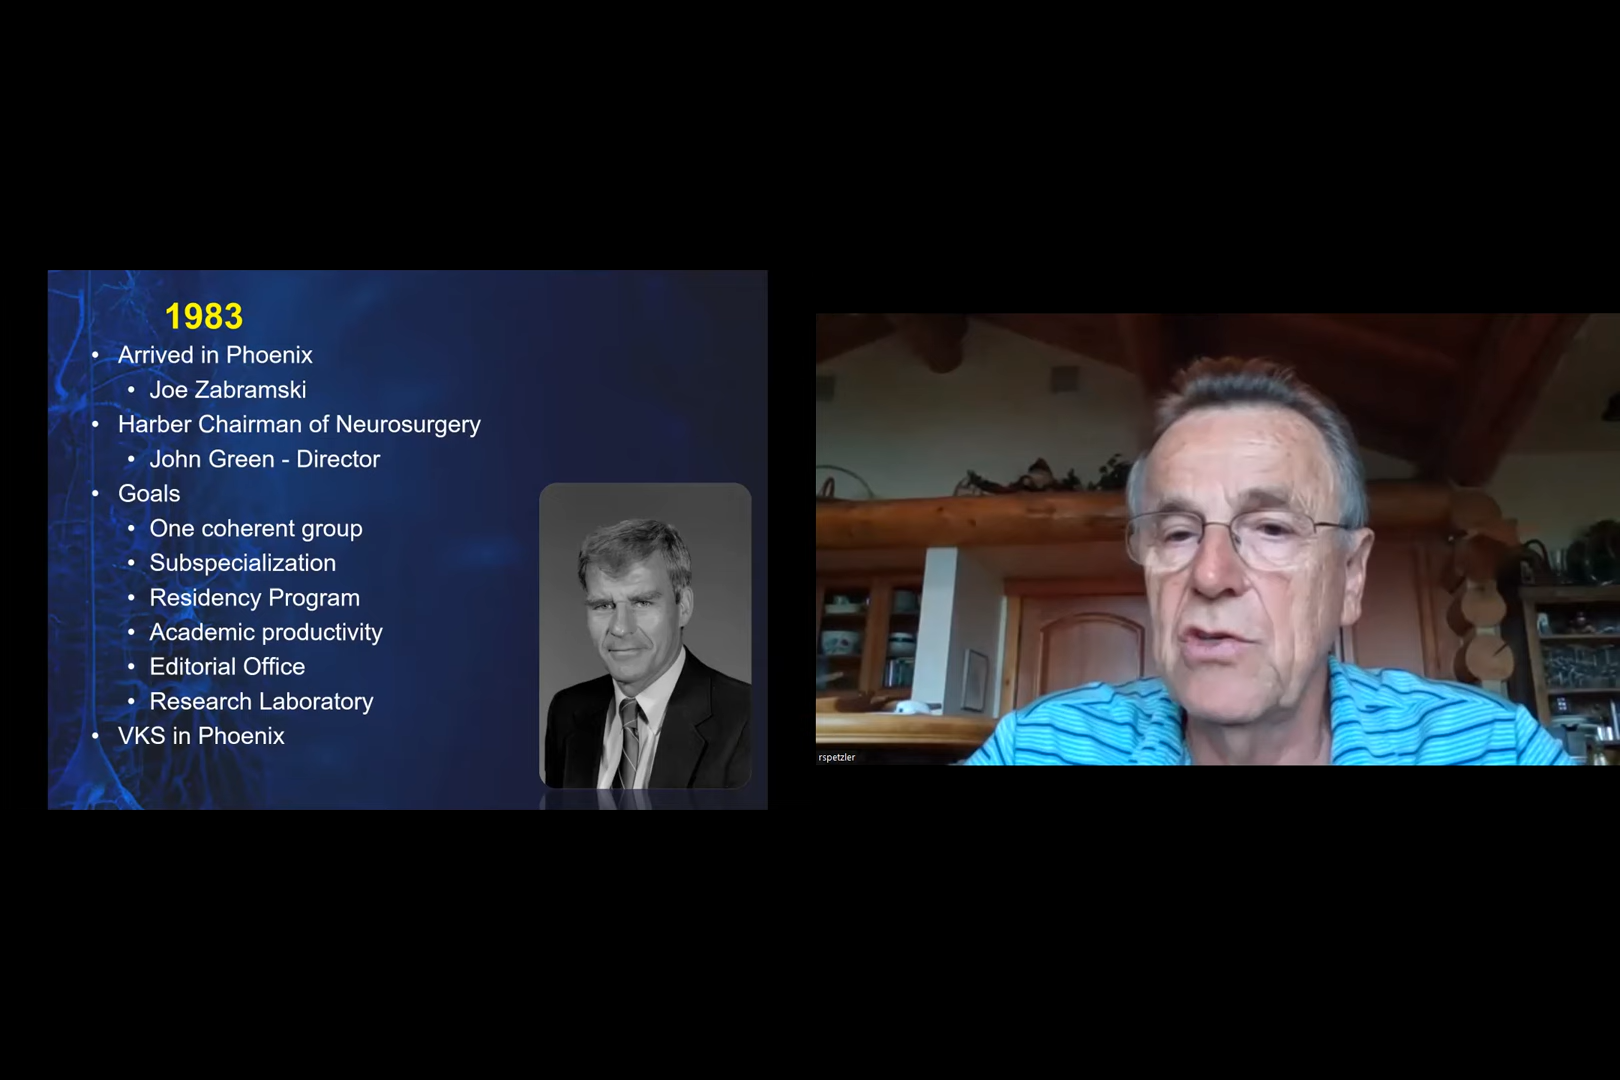 1983
• Arrived in Phoenix
• Joe Zabramski
• Harber Chairman of Neurosurgery
• John Green - Director
• Goals
• One coherent group
• Subspecialization
• Residency Program
• Academic productivity
• Editorial Office
• Research Laboratory
• VKS in Phoenix
rspetzler